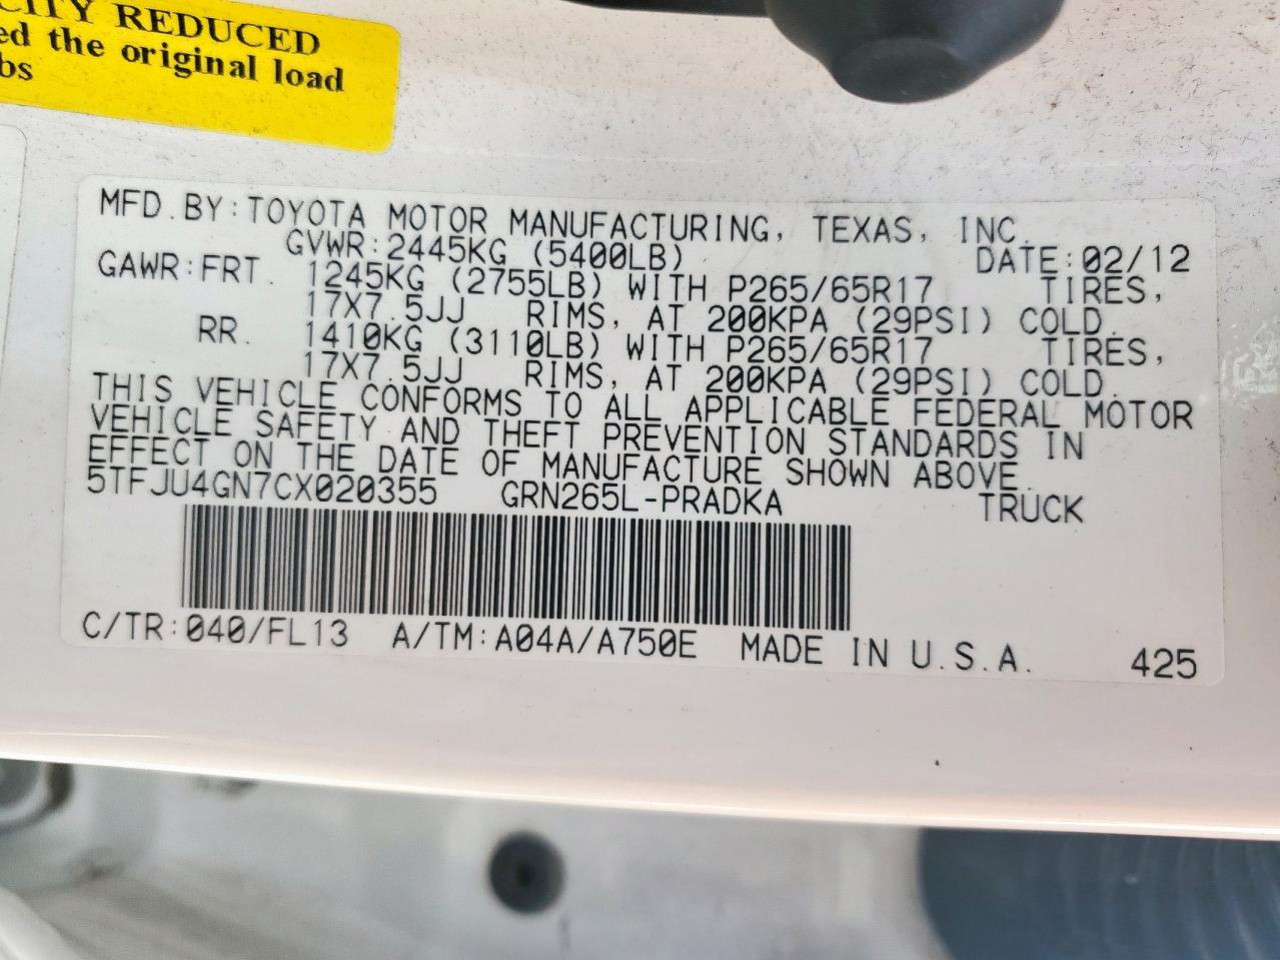 REDUCED
the original load
MFD.BY:TOYOTA MOTOR MANUFACTURING, TEXAS, INC.
GVWR:2445KG (5400LB) DATE:02/12
GAWR:FRT. 1245KG (2755LB) WITH P265/65R17 TIRES,
17X7.5JJ RIMS, AT 200KPA (29PSI) COLD.
RR. 1410KG (3110LB) WITH P265/65R17 TIRES,
17X7.5JJ RIMS, AT 200KPA (29PSI) COLD.
THIS VEHICLE CONFORMS TO ALL APPLICABLE FEDERAL MOTOR
VEHICLE SAFETY AND THEFT PREVENTION STANDARDS IN
EFFECT ON THE DATE OF MANUFACTURE SHOWN ABOVE.
5TFJU4GN7CX020355 GRN265L-PRADKA TRUCK
C/TR:040/FL13 A/TM:A04A/A750E MADE IN U.S.A. 425